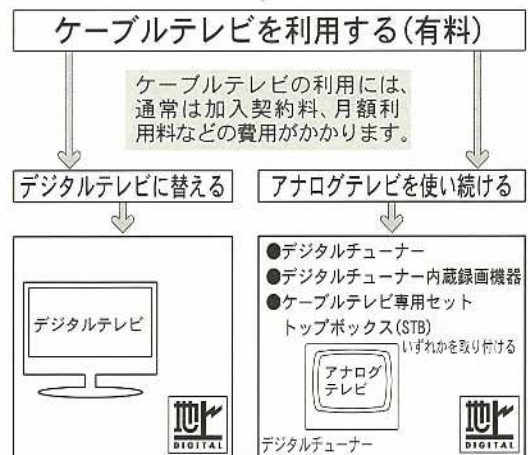 ケーブルテレビを利用する(有料)
ケーブルテレビの利用には、
通常は加入契約料、月額利
用料などの費用がかかります。
デジタルテレビに替える
デジタルテレビ
地上
DIGITAL
アナログテレビを使い続ける
●デジタルチューナー
●デジタルチューナー内蔵録画機器
●ケーブルテレビ専用セット
トップボックス(STB)
いずれかを取り付ける
アナログ
テレビ
デジタルチューナー
地上
DIGITAL